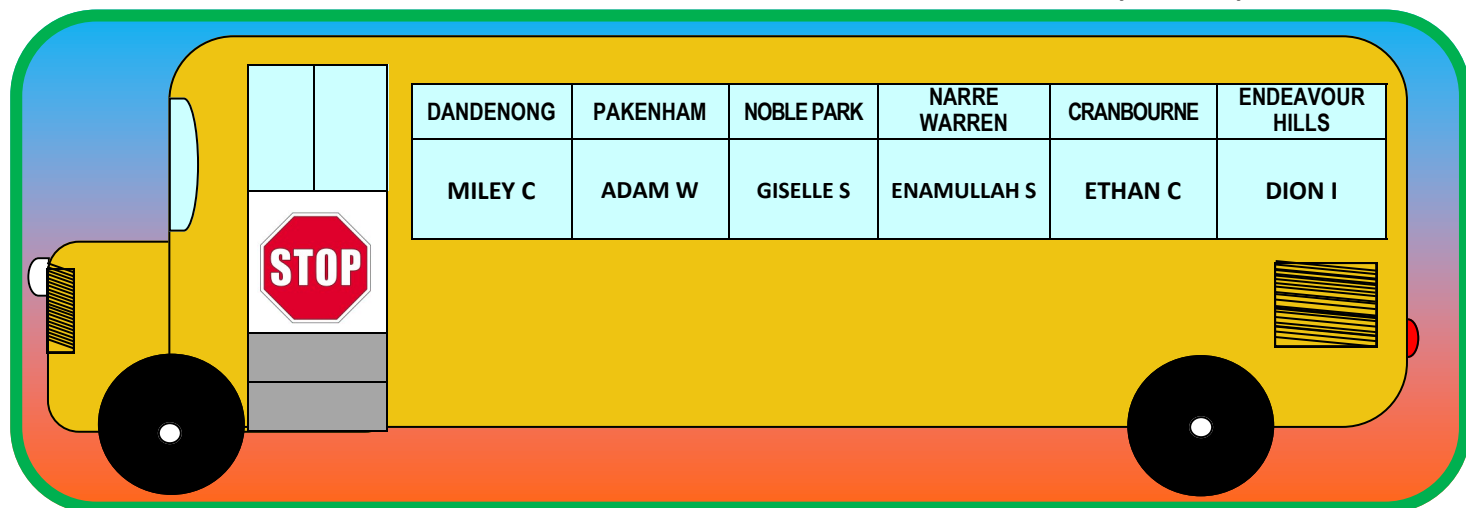 DANDENONG PAKENHAM NOBLE PARK NARRE WARREN CRANBOURNE ENDEAVOUR HILLS
MILEY C ADAM W GISELLE S ENAMULLAH S ETHAN C DION I
STOP